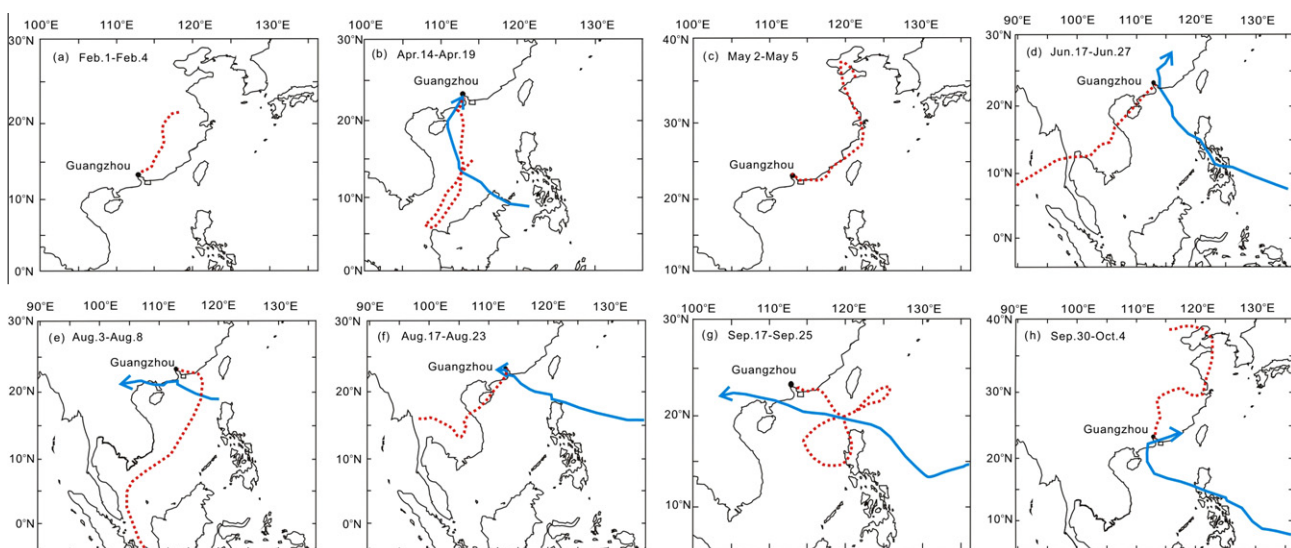 100°E 110°E 120°E 130°E
30°N
20°N
10°N
0°N
(a) Feb.1-Feb.4
Guangzhou
100°E 110°E 120°E 130°E
30°N
20°N
10°N
0°N
(b) Apr.14-Apr.19
Guangzhou
100°E 110°E 120°E 130°E
40°N
30°N
20°N
10°N
(c) May 2-May 5
Guangzhou
90°E 100°E 110°E 120°E 130°E
30°N
20°N
10°N
0°N
(d) Jun.17-Jun.27
Guangzhou
90°E 100°E 110°E 120°E 130°E
30°N
20°N
10°N
0°N
(e) Aug.3-Aug.8
Guangzhou
90°E 100°E 110°E 120°E 130°E
30°N
20°N
10°N
0°N
(f) Aug.17-Aug.23
Guangzhou
100°E 110°E 120°E 130°E
30°N
20°N
10°N
(g) Sep.17-Sep.25
Guangzhou
90°E 100°E 110°E 120°E 130°E
40°N
30°N
20°N
10°N
(h) Sep.30-Oct.4
Guangzhou